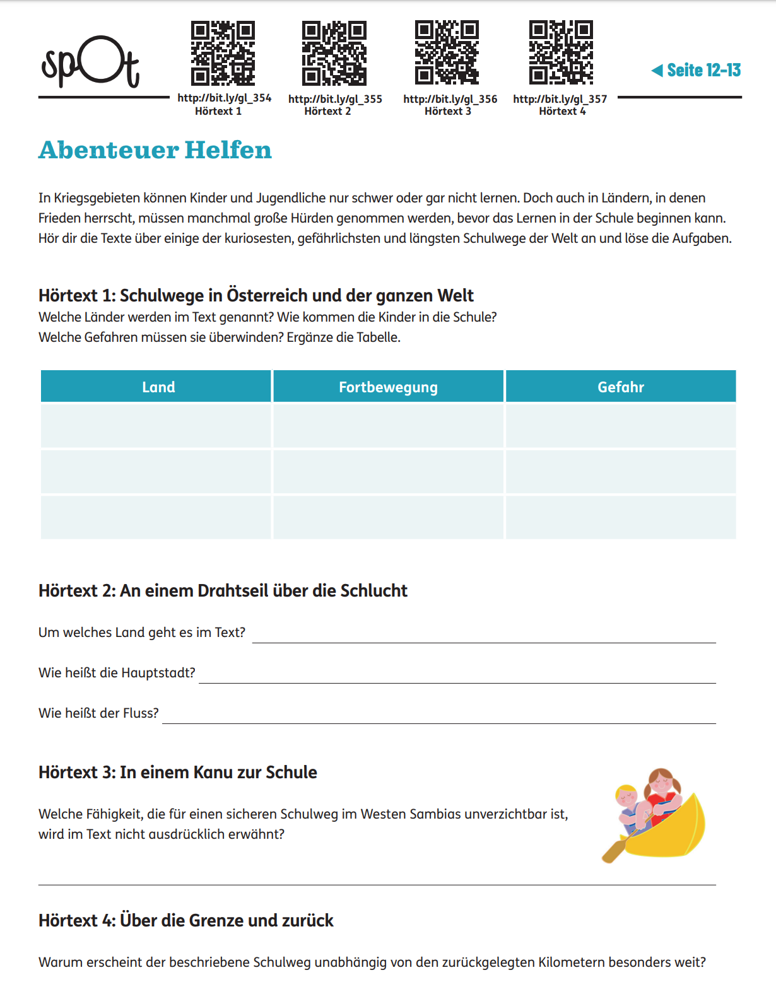 spOt
http://bit.ly/gl_354
Hörtext 1
http://bit.ly/gl_355
Hörtext 2
http://bit.ly/gl_356
Hörtext 3
http://bit.ly/gl_357
Hörtext 4
◀ Seite 12–13
Abenteuer Helfen
In Kriegsgebieten können Kinder und Jugendliche nur schwer oder gar nicht lernen. Doch auch in Ländern, in denen
Frieden herrscht, müssen manchmal große Hürden genommen werden, bevor das Lernen in der Schule beginnen kann.
Hör dir die Texte über einige der kuriosesten, gefährlichsten und längsten Schulwege der Welt an und löse die Aufgaben.
Hörtext 1: Schulwege in Österreich und der ganzen Welt
Welche Länder werden im Text genannt? Wie kommen die Kinder in die Schule?
Welche Gefahren müssen sie überwinden? Ergänze die Tabelle.
Land Fortbewegung Gefahr
Hörtext 2: An einem Drahtseil über die Schlucht
Um welches Land geht es im Text?
Wie heißt die Hauptstadt?
Wie heißt der Fluss?
Hörtext 3: In einem Kanu zur Schule
Welche Fähigkeit, die für einen sicheren Schulweg im Westen Sambias unverzichtbar ist,
wird im Text nicht ausdrücklich erwähnt?
Hörtext 4: Über die Grenze und zurück
Warum erscheint der beschriebene Schulweg unabhängig von den zurückgelegten Kilometern besonders weit?